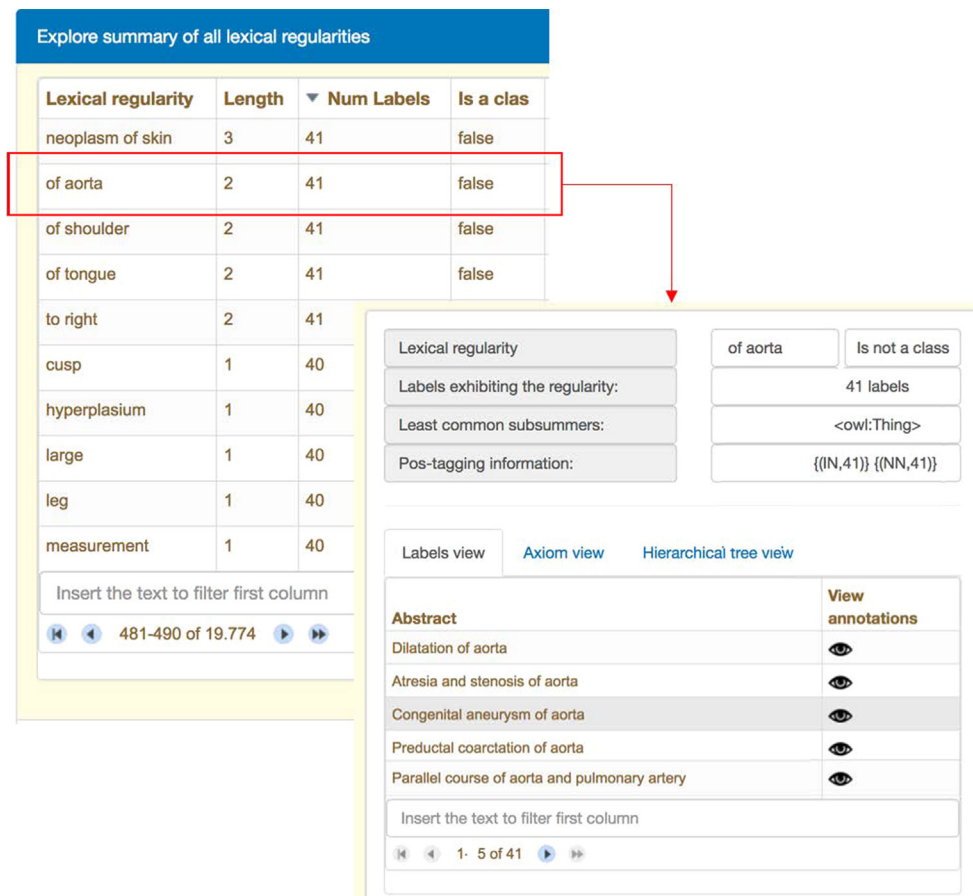 Explore summary of all lexical regularities
Lexical regularity Length Num Labels Is a clas
neoplasm of skin 3 41 false
of aorta 2 41 false
of shoulder 2 41 false
of tongue 2 41 false
to right 2 41
cusp 1 40
hyperplasium 1 40
large 1 40
leg 1 40
measurement 1 40
Insert the text to filter first column
481-490 of 19.774
Lexical regularity of aorta Is not a class
Labels exhibiting the regularity: 41 labels
Least common subsummers: <owl:Thing>
Pos-tagging information: {(IN,41)} {(NN,41)}
Labels view Axiom view Hierarchical tree view
Abstract View annotations
Dilatation of aorta
Atresia and stenosis of aorta
Congenital aneurysm of aorta
Preductal coarctation of aorta
Parallel course of aorta and pulmonary artery
Insert the text to filter first column
1- 5 of 41